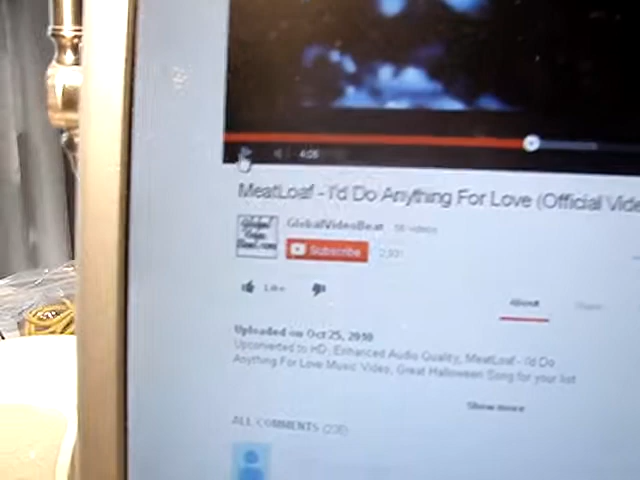 4:06
MeatLoaf - I'd Do Anything For Love (Official Vide
GlobalVideoBeat
videos
Subscribe
Like
About
Uploaded on Oct 25, 2010
Upconverted to HD, Enhanced Audio Quality, MeatLoaf - I'd Do
Anything For Love Music Video, Great Halloween Song for your list
Show more
ALL COMMENTS